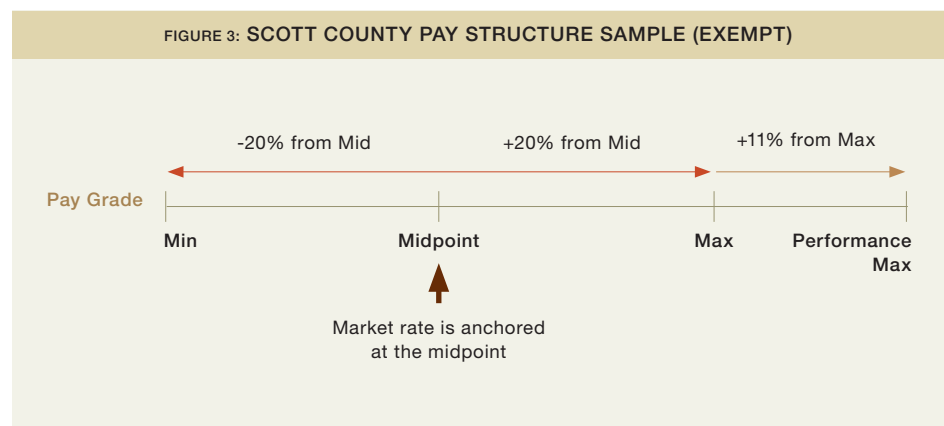 FIGURE 3: SCOTT COUNTY PAY STRUCTURE SAMPLE (EXEMPT)
-20% from Mid
+20% from Mid
+11% from Max
Pay Grade
Min
Midpoint
Max
Performance
Max
Market rate is anchored
at the midpoint